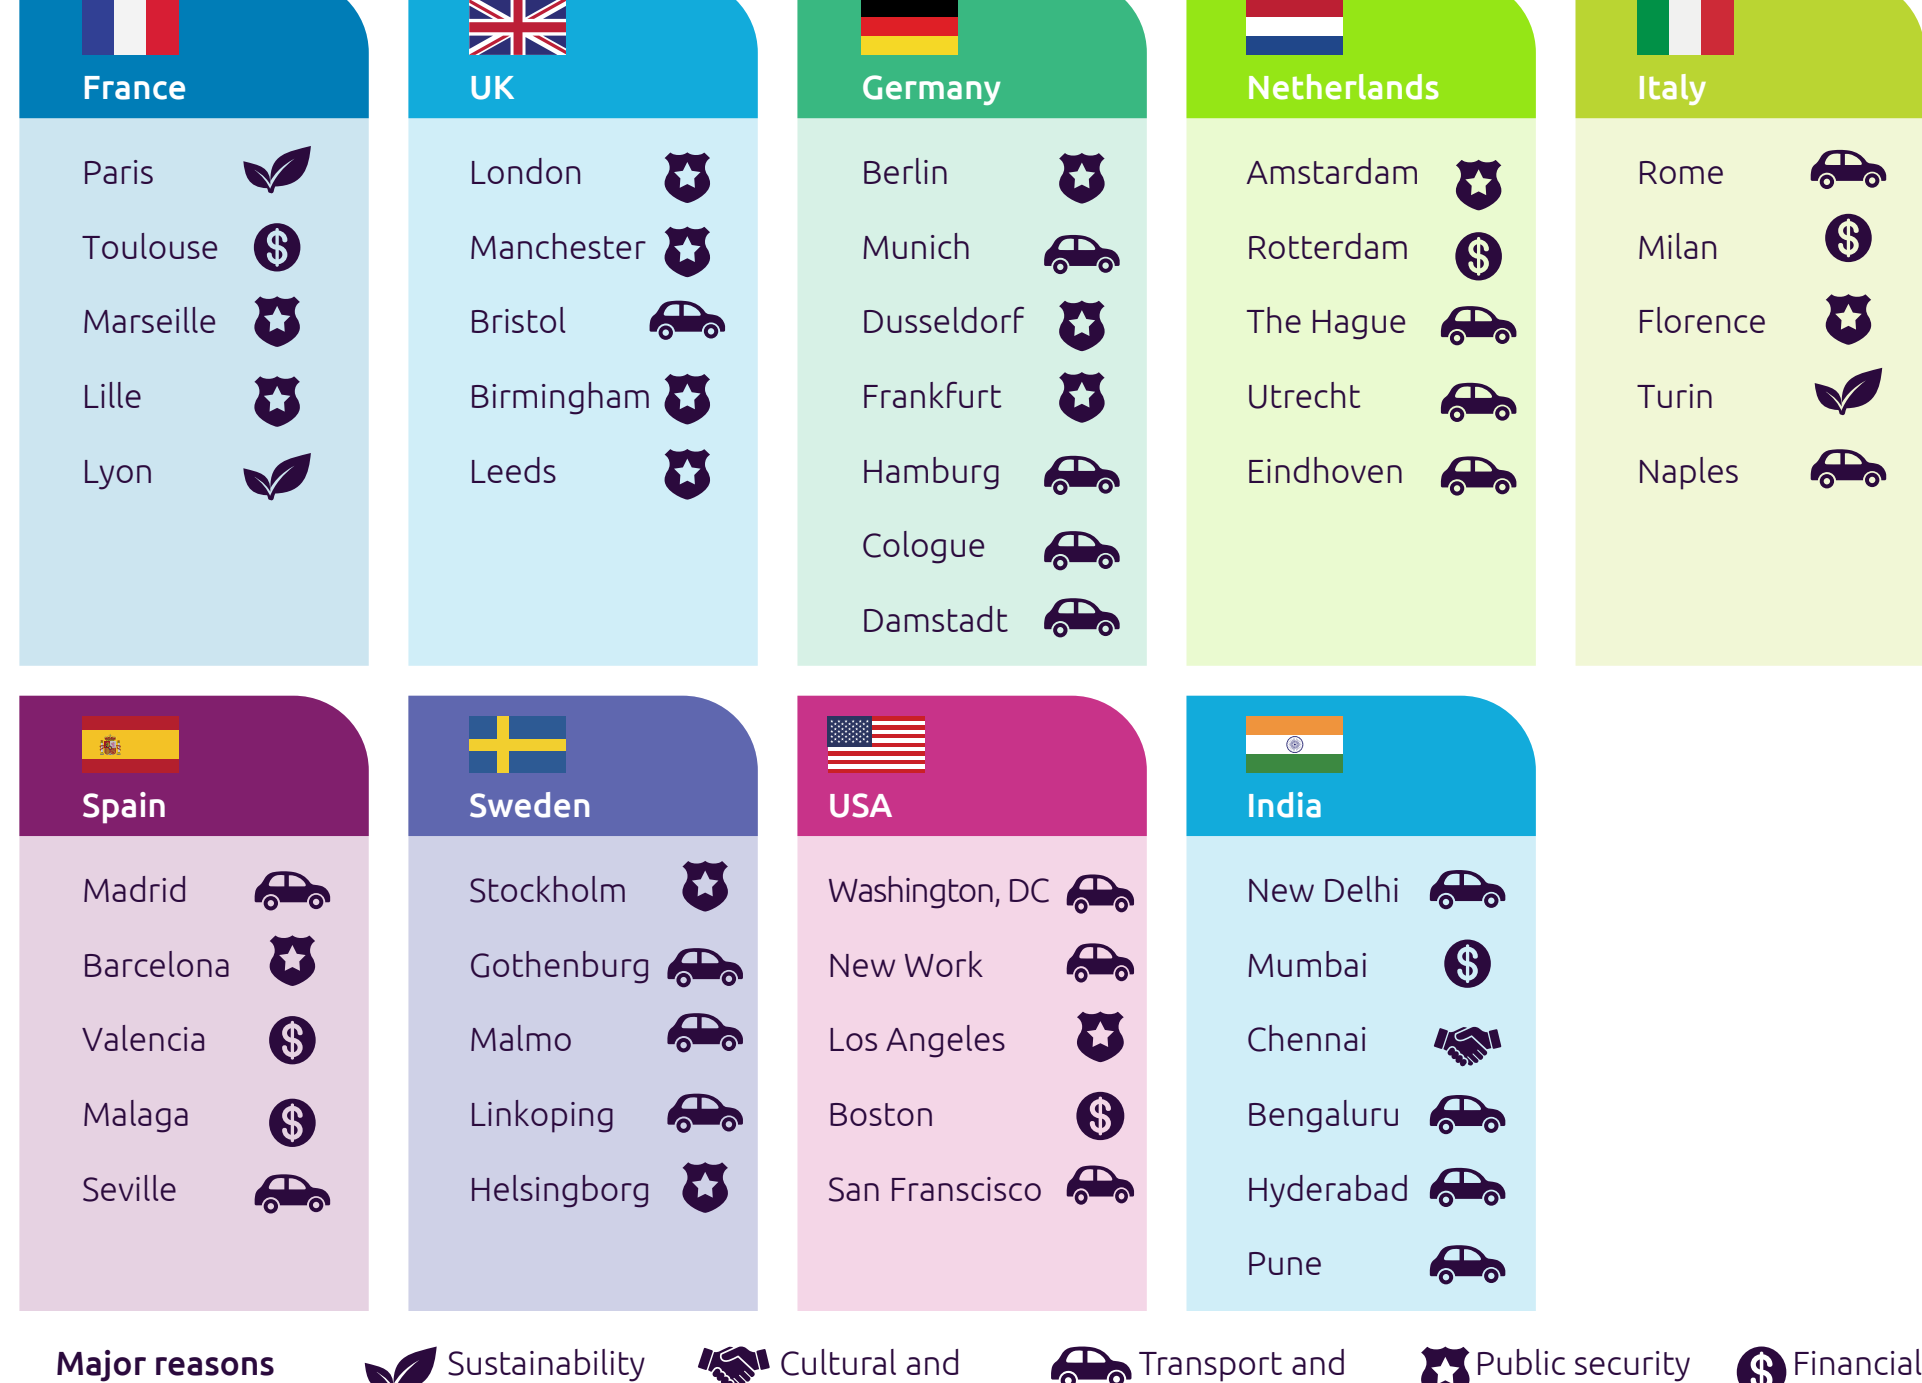 France
Paris
Toulouse
Marseille
Lille
Lyon
UK
London
Manchester
Bristol
Birmingham
Leeds
Germany
Berlin
Munich
Dusseldorf
Frankfurt
Hamburg
Cologue
Damstadt
Netherlands
Amstardam
Rotterdam
The Hague
Utrecht
Eindhoven
Italy
Rome
Milan
Florence
Turin
Naples
Spain
Madrid
Barcelona
Valencia
Malaga
Seville
Sweden
Stockholm
Gothenburg
Malmo
Linkoping
Helsingborg
USA
Washington, DC
New Work
Los Angeles
Boston
San Franscisco
India
New Delhi
Mumbai
Chennai
Bengaluru
Hyderabad
Pune
Major reasons
Sustainability
Cultural and
Transport and
Public security
Financial